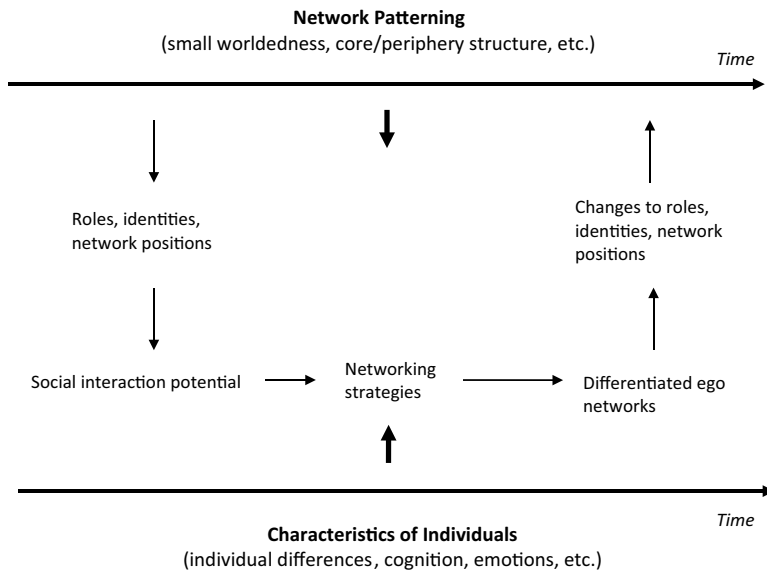 Network Patterning
(small worldedness, core/periphery structure, etc.)
Time
Roles, identities,
network positions
Changes to roles,
identities, network
positions
Social interaction potential
Networking
strategies
Differentiated ego
networks
Time
Characteristics of Individuals
(individual differences, cognition, emotions, etc.)